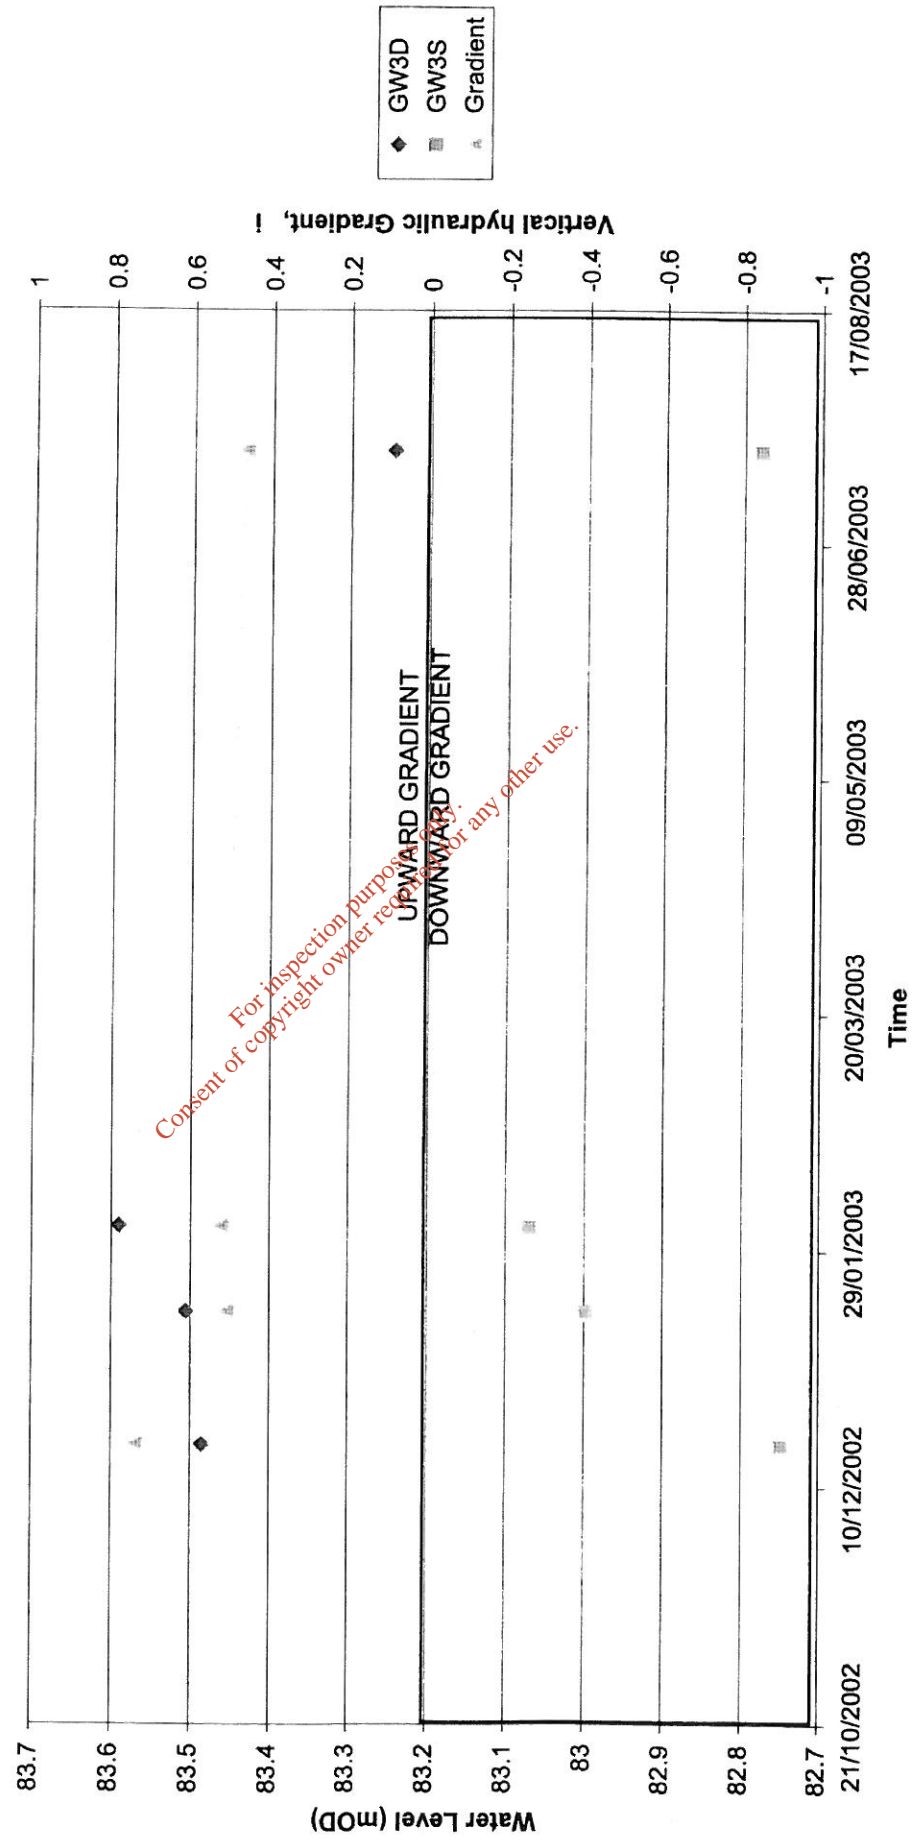 GW3D
GW3S
Gradient
Vertical hydraulic Gradient, i
1
0.8
0.6
0.4
0.2
0
-0.2
-0.4
-0.6
-0.8
-1
UPWARD GRADIENT
DOWNWARD GRADIENT
For inspection purposes only.
Consent of copyright owner required for any other use.
83.7
83.6
83.5
83.4
83.3
83.2
83.1
83
82.9
82.8
82.7
Water Level (mOD)
21/10/2002
10/12/2002
29/01/2003
20/03/2003
09/05/2003
28/06/2003
17/08/2003
Time